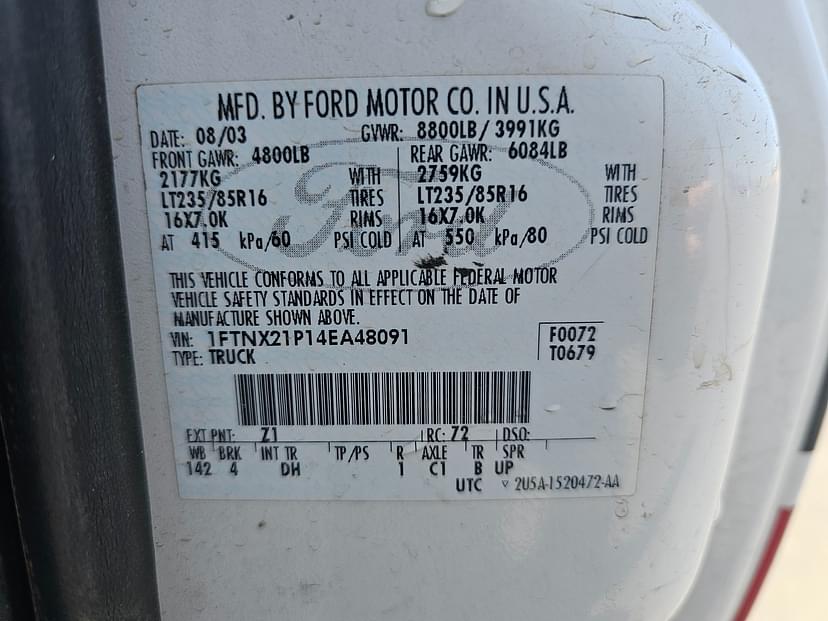 MFD. BY FORD MOTOR CO. IN U.S.A.
DATE: 08/03 GVWR: 8800LB/ 3991KG
FRONT GAWR: 4800LB REAR GAWR: 6084LB
2177KG WITH 2759KG WITH
LT235/85R16 TIRES LT235/85R16 TIRES
16X7.0K RIMS 16X7.0K RIMS
AT 415 kPa/60 PSI COLD AT 550 kPa/80 PSI COLD
Ford
THIS VEHICLE CONFORMS TO ALL APPLICABLE FEDERAL MOTOR
VEHICLE SAFETY STANDARDS IN EFFECT ON THE DATE OF
MANUFACTURE SHOWN ABOVE.
VIN: 1FTNX21P14EA48091 F0072
TYPE: TRUCK T0679
EXT PNT: Z1 RC: 72 DSO:
WB BRK INT TR TP/PS R AXLE TR SPR
142 4 DH 1 C1 B UP
UTC ▽ 2U5A-1520472-AA